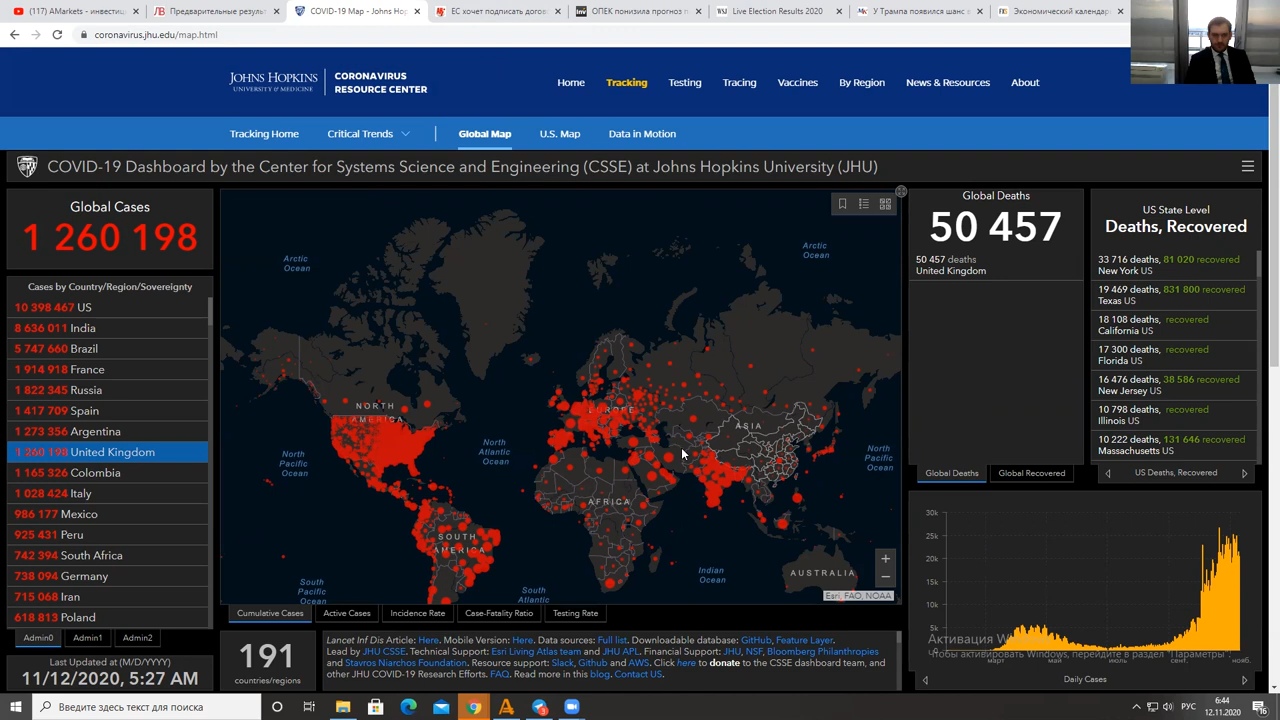 (117) AMarkets - инвестиц
Предварительные резуль
COVID-19 Map - Johns Hop
ЕС хочет подписать догов
ОПЕК понизила прогноз п
Live Election Results 2020
У Трампа появился шанс в
Экономический календар
coronavirus.jhu.edu/map.html
JOHNS HOPKINS
UNIVERSITY & MEDICINE
CORONAVIRUS
RESOURCE CENTER
Home
Tracking
Testing
Tracing
Vaccines
By Region
News & Resources
About
Tracking Home
Critical Trends
Global Map
U.S. Map
Data in Motion
COVID-19 Dashboard by the Center for Systems Science and Engineering (CSSE) at Johns Hopkins University (JHU)
Global Cases
1 260 198
Cases by Country/Region/Sovereignty
10 398 467 US
8 636 011 India
5 747 660 Brazil
1 914 918 France
1 822 345 Russia
1 417 709 Spain
1 273 356 Argentina
1 260 198 United Kingdom
1 165 326 Colombia
1 028 424 Italy
986 177 Mexico
925 431 Peru
742 394 South Africa
738 094 Germany
715 068 Iran
618 813 Poland
Admin0
Admin1
Admin2
Last Updated at (M/D/YYYY)
11/12/2020, 5:27 AM
Arctic
Ocean
Arctic
Ocean
NORTH
AMERICA
EUROPE
ASIA
North
Pacific
Ocean
North
Atlantic
Ocean
North
Pacific
Ocean
AFRICA
SOUTH
AMERICA
Indian
Ocean
AUSTRALIA
South
Pacific
Ocean
South
Atlantic
Esri, FAO, NOAA
Cumulative Cases
Active Cases
Incidence Rate
Case-Fatality Ratio
Testing Rate
191
countries/regions
Lancet Inf Dis Article: Here. Mobile Version: Here. Data sources: Full list. Downloadable database: GitHub, Feature Layer.
Lead by JHU CSSE. Technical Support: Esri Living Atlas team and JHU APL. Financial Support: JHU, NSF, Bloomberg Philanthropies
and Stavros Niarchos Foundation. Resource support: Slack, Github and AWS. Click here to donate to the CSSE dashboard team, and
other JHU COVID-19 Research Efforts. FAQ. Read more in this blog. Contact US.
Global Deaths
50 457
50 457 deaths
United Kingdom
Global Deaths
Global Recovered
US State Level
Deaths, Recovered
33 716 deaths, 81 020 recovered
New York US
19 469 deaths, 831 800 recovered
Texas US
18 108 deaths, recovered
California US
17 300 deaths, recovered
Florida US
16 476 deaths, 38 586 recovered
New Jersey US
10 798 deaths, recovered
Illinois US
10 222 deaths, 131 646 recovered
Massachusetts US
US Deaths, Recovered
30k
25k
20k
15k
10k
5k
0
март
май
июль
сент.
нояб.
Активация W
Чтобы активировать Windows, перейдите в раздел "Параметры".
Daily Cases
Введите здесь текст для поиска
РУС
6:44
12.11.2020
16